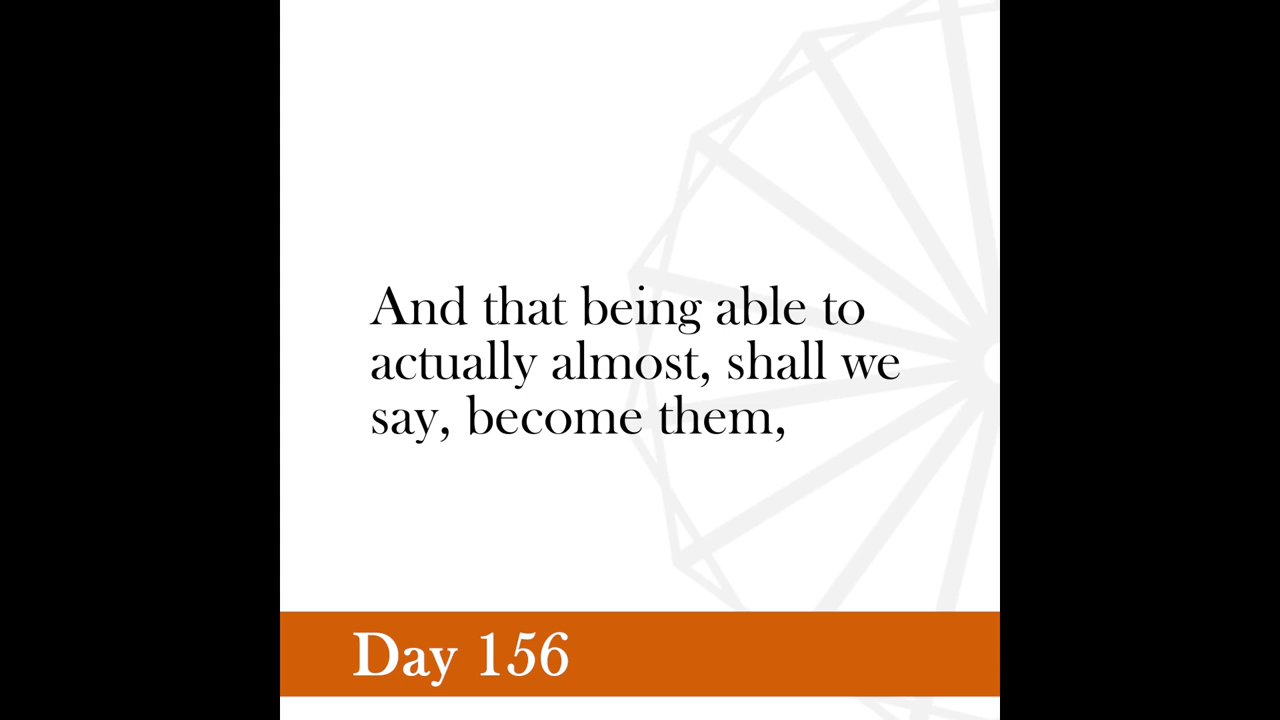 And that being able to
actually almost, shall we
say, become them,
Day 156